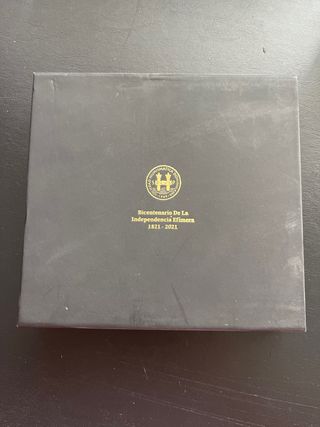 Bicentenario De La
Independencia Efímera
1821 - 2021